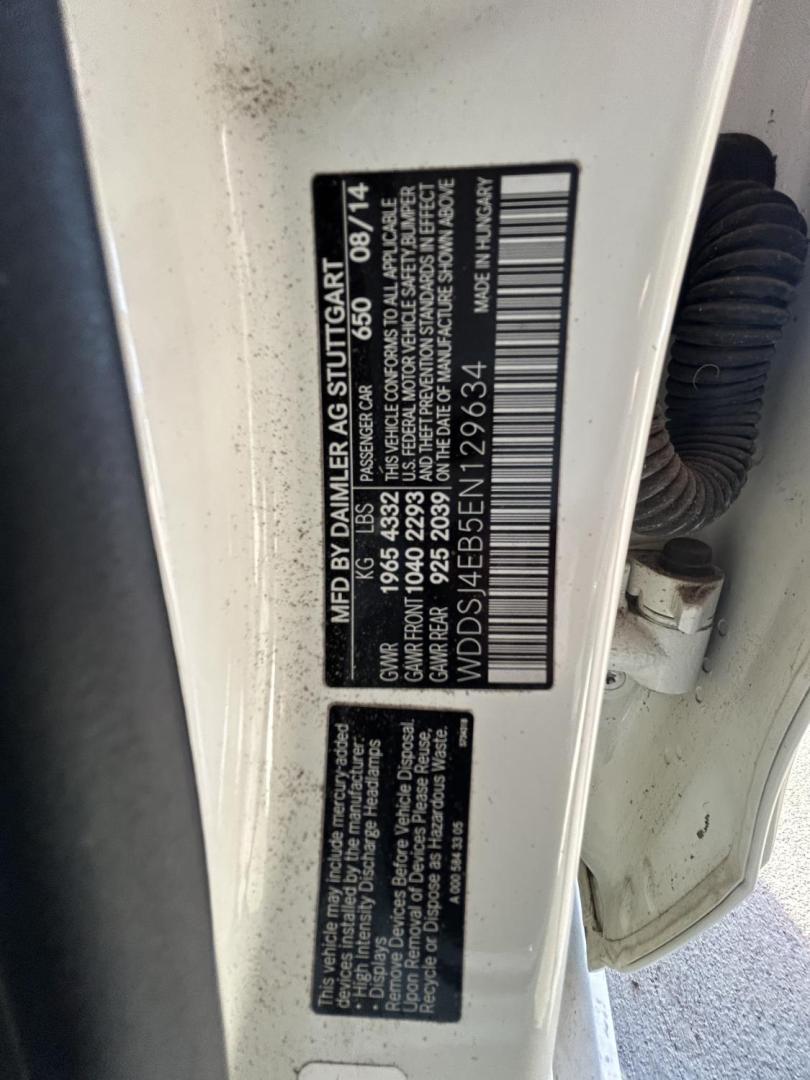 MFD BY DAIMLER AG STUTTGART
KG LBS PASSENGER CAR 650 08/14
GVWR 1965 4332 THIS VEHICLE CONFORMS TO ALL APPLICABLE
GAWR FRONT 1040 2293 U.S. FEDERAL MOTOR VEHICLE SAFETY, BUMPER
GAWR REAR 925 2039 AND THEFT PREVENTION STANDARDS IN EFFECT
ON THE DATE OF MANUFACTURE SHOWN ABOVE
WDDSJ4EB5EN129634 MADE IN HUNGARY
This vehicle may include mercury-added
devices installed by the manufacturer:
• High Intensity Discharge Headlamps
• Displays
Remove Devices Before Vehicle Disposal.
Upon Removal of Devices Please Reuse,
Recycle or Dispose as Hazardous Waste.
A 000 584 33 05